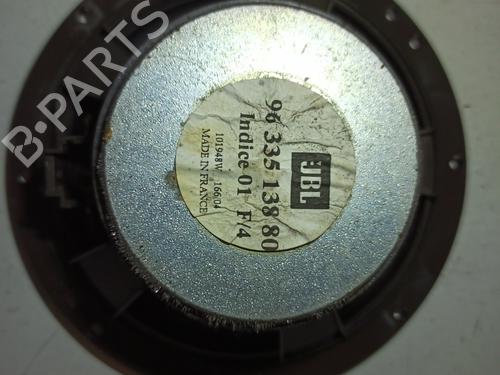 B-PARTS
JBL
96 335 138 80
Indice 01 F/4
101948W 166/04
MADE IN FRANCE